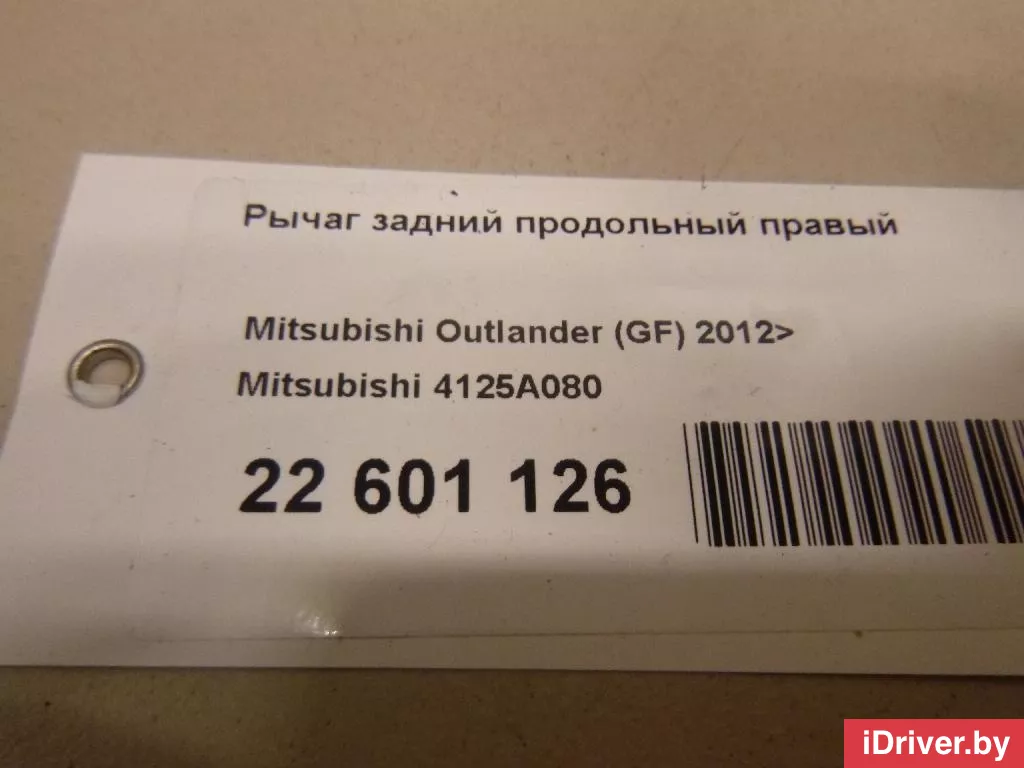 Рычаг задний продольный правый
Mitsubishi Outlander (GF) 2012>
Mitsubishi 4125A080
22 601 126
iDriver.by